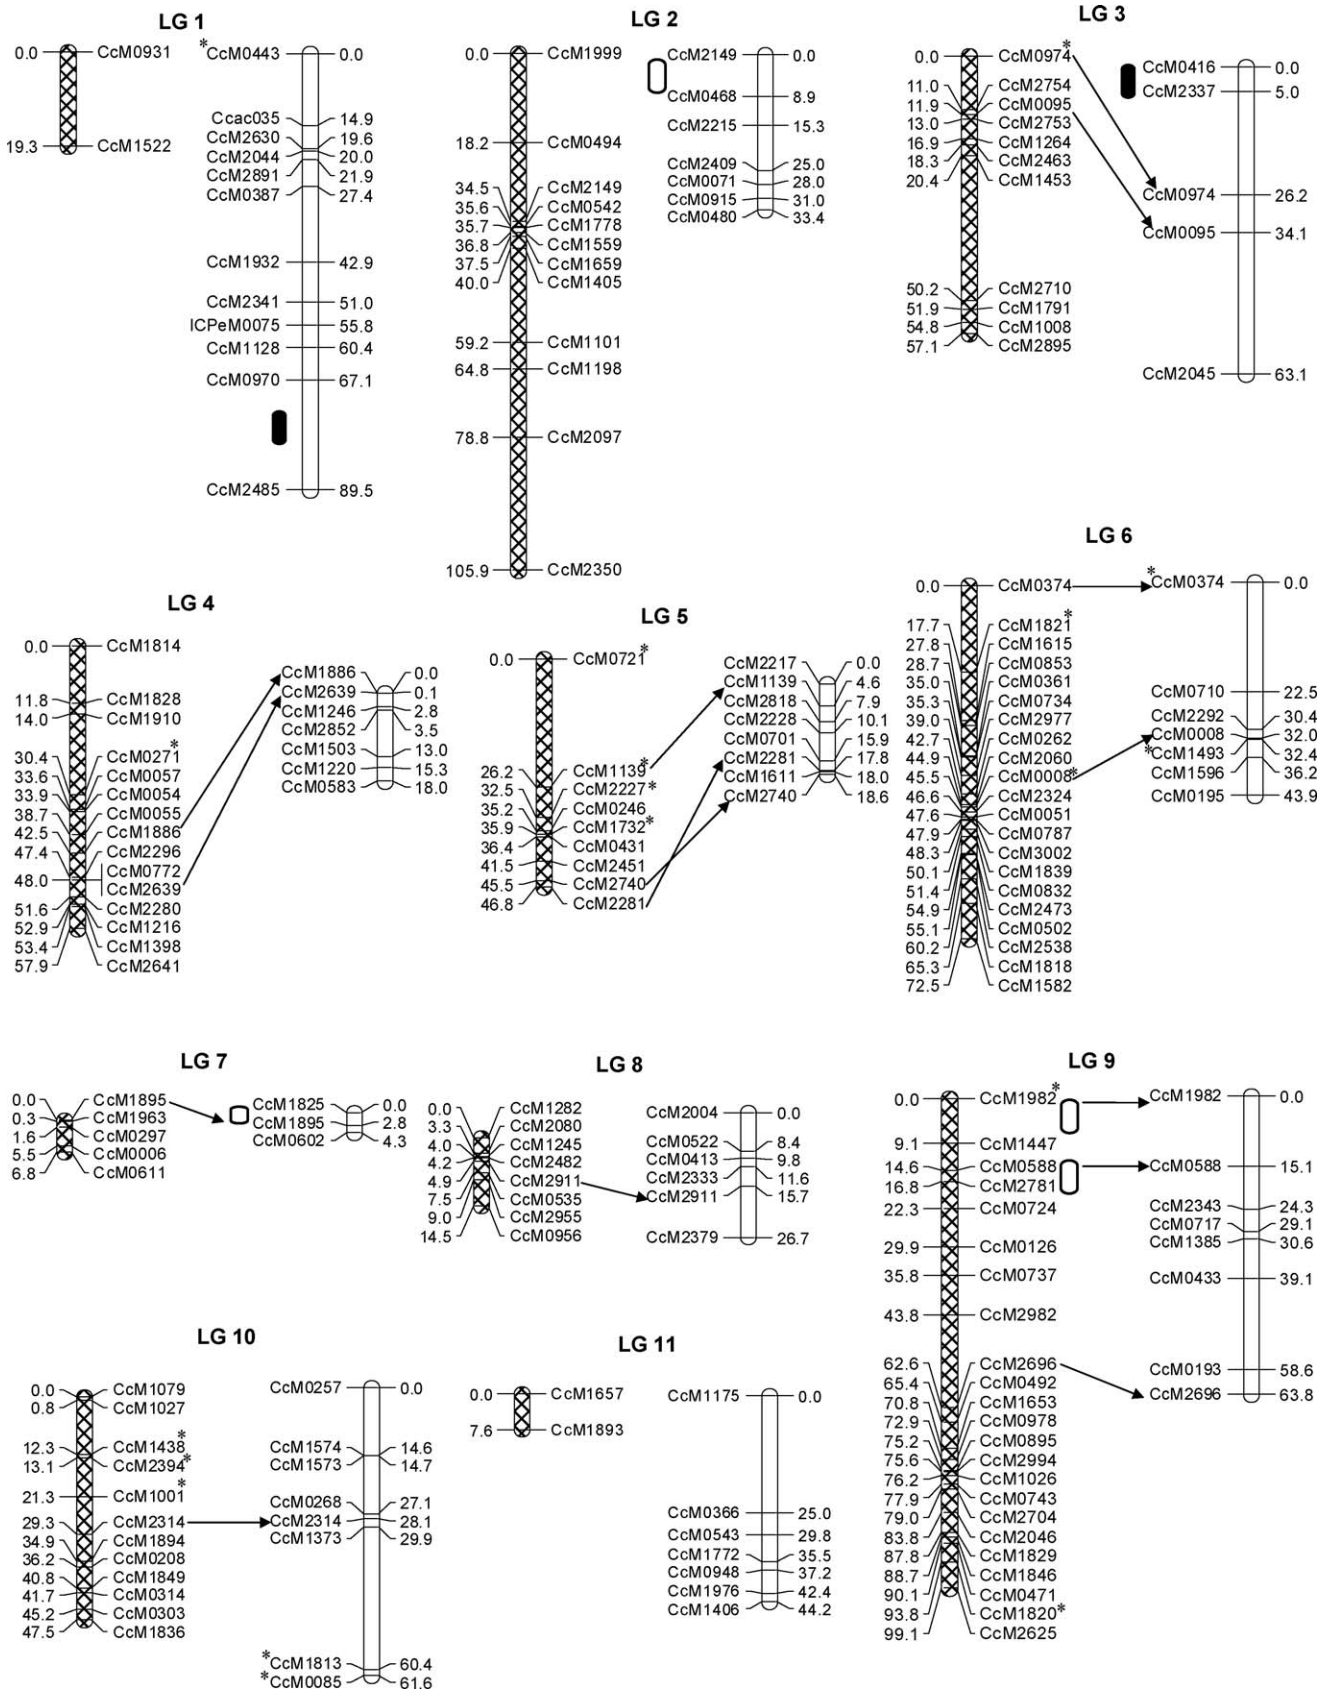 LG 1
0.0 CcM0931
19.3 CcM1522
*CcM0443 0.0
Ccac035 14.9
CcM2630 19.6
CcM2044 20.0
CcM2891 21.9
CcM0387 27.4
CcM1932 42.9
CcM2341 51.0
ICPeM0075 55.8
CcM1128 60.4
CcM0970 67.1
CcM2485 89.5
LG 2
0.0 CcM1999
18.2 CcM0494
34.5 CcM2149
35.6 CcM0542
35.7 CcM1778
36.8 CcM1559
37.5 CcM1659
40.0 CcM1405
59.2 CcM1101
64.8 CcM1198
78.8 CcM2097
105.9 CcM2350
CcM2149 0.0
CcM0468 8.9
CcM2215 15.3
CcM2409 25.0
CcM0071 28.0
CcM0915 31.0
CcM0480 33.4
LG 3
0.0 CcM0974*
11.0 CcM2754
11.9 CcM0095
13.0 CcM2753
16.9 CcM1264
18.3 CcM2463
20.4 CcM1453
50.2 CcM2710
51.9 CcM1791
54.8 CcM1008
57.1 CcM2895
CcM0416 0.0
CcM2337 5.0
CcM0974 26.2
CcM0095 34.1
CcM2045 63.1
LG 4
0.0 CcM1814
11.8 CcM1828
14.0 CcM1910
30.4 CcM0271*
33.6 CcM0057
33.9 CcM0054
38.7 CcM0055
42.5 CcM1886
47.4 CcM2296
CcM0772
48.0 CcM2639
51.6 CcM2280
52.9 CcM1216
53.4 CcM1398
57.9 CcM2641
CcM1886 0.0
CcM2639 0.1
CcM1246 2.8
CcM2852 3.5
CcM1503 13.0
CcM1220 15.3
CcM0583 18.0
LG 5
0.0 CcM0721*
26.2 CcM1139*
32.5 CcM2227*
35.2 CcM0246
35.9 CcM1732*
36.4 CcM0431
41.5 CcM2451
45.5 CcM2740
46.8 CcM2281
CcM2217 0.0
CcM1139 4.6
CcM2818 7.9
CcM2228 10.1
CcM0701 15.9
CcM2281 17.8
CcM1611 18.0
CcM2740 18.6
LG 6
0.0 CcM0374
17.7 CcM1821*
27.8 CcM1615
28.7 CcM0853
35.0 CcM0361
35.3 CcM0734
39.0 CcM2977
42.7 CcM0262
44.9 CcM2060
45.5 CcM0008*
46.6 CcM2324
47.6 CcM0051
47.9 CcM0787
48.3 CcM3002
50.1 CcM1839
51.4 CcM0832
54.9 CcM2473
55.1 CcM0502
60.2 CcM2538
65.3 CcM1818
72.5 CcM1582
*CcM0374 0.0
CcM0710 22.5
CcM2292 30.4
CcM0008 32.0
*CcM1493 32.4
CcM1596 36.2
CcM0195 43.9
LG 7
0.0 CcM1895
0.3 CcM1963
1.6 CcM0297
5.5 CcM0006
6.8 CcM0611
CcM1825 0.0
CcM1895 2.8
CcM0602 4.3
LG 8
0.0 CcM1282
3.3 CcM2080
4.0 CcM1245
4.2 CcM2482
4.9 CcM2911
7.5 CcM0535
9.0 CcM2955
14.5 CcM0956
CcM2004 0.0
CcM0522 8.4
CcM0413 9.8
CcM2333 11.6
CcM2911 15.7
CcM2379 26.7
LG 9
0.0 CcM1982*
9.1 CcM1447
14.6 CcM0588
16.8 CcM2781
22.3 CcM0724
29.9 CcM0126
35.8 CcM0737
43.8 CcM2982
62.6 CcM2696
65.4 CcM0492
70.8 CcM1653
72.9 CcM0978
75.2 CcM0895
75.6 CcM2994
76.2 CcM1026
77.9 CcM0743
79.0 CcM2704
83.8 CcM2046
87.8 CcM1829
88.7 CcM1846
90.1 CcM0471
93.8 CcM1820*
99.1 CcM2625
CcM1982 0.0
CcM0588 15.1
CcM2343 24.3
CcM0717 29.1
CcM1385 30.6
CcM0433 39.1
CcM0193 58.6
CcM2696 63.8
LG 10
0.0 CcM1079
0.8 CcM1027
12.3 CcM1438*
13.1 CcM2394*
21.3 CcM1001*
29.3 CcM2314
34.9 CcM1894
36.2 CcM0208
40.8 CcM1849
41.7 CcM0314
45.2 CcM0303
47.5 CcM1836
CcM0257 0.0
CcM1574 14.6
CcM1573 14.7
CcM0268 27.1
CcM2314 28.1
CcM1373 29.9
*CcM1813 60.4
*CcM0085 61.6
LG 11
0.0 CcM1657
7.6 CcM1893
CcM1175 0.0
CcM0366 25.0
CcM0543 29.8
CcM1772 35.5
CcM0948 37.2
CcM1976 42.4
CcM1406 44.2